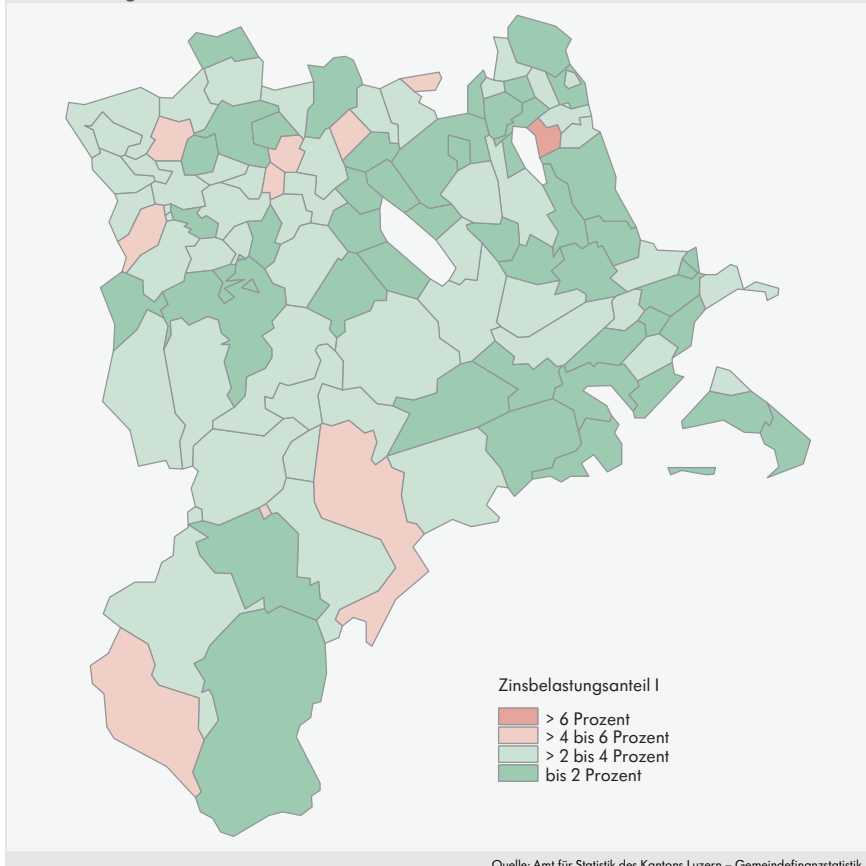 Zinsbelastungsanteil I
> 6 Prozent
> 4 bis 6 Prozent
> 2 bis 4 Prozent
bis 2 Prozent
Quelle: Amt für Statistik des Kantons Luzern – Gemeindefinanzstatistik